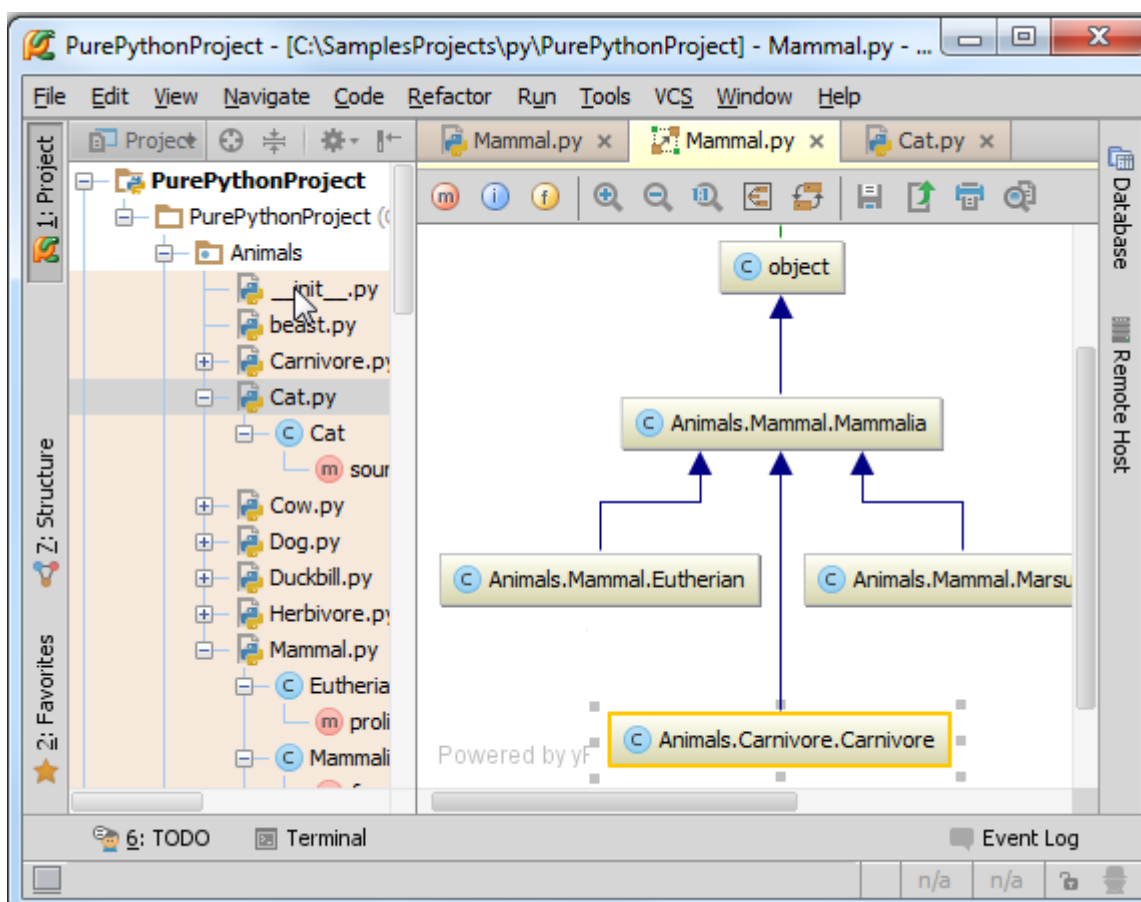 PurePythonProject - [C:\SamplesProjects\py\PurePythonProject] - Mammal.py - ...
File Edit View Navigate Code Refactor Run Tools VCS Window Help
1: Project
Z: Structure
2: Favorites
Project
PurePythonProject
PurePythonProject (
Animals
__init__.py
beast.py
Carnivore.py
Cat.py
C Cat
m sour
Cow.py
Dog.py
Duckbill.py
Herbivore.py
Mammal.py
C Eutheria
m proli
C Mammali
Mammal.py Mammal.py Cat.py
m i f 1:1
C object
C Animals.Mammal.Mammalia
C Animals.Mammal.Eutherian
C Animals.Mammal.Marsu
C Animals.Carnivore.Carnivore
Powered by yF
Database
Remote Host
6: TODO Terminal Event Log
n/a n/a